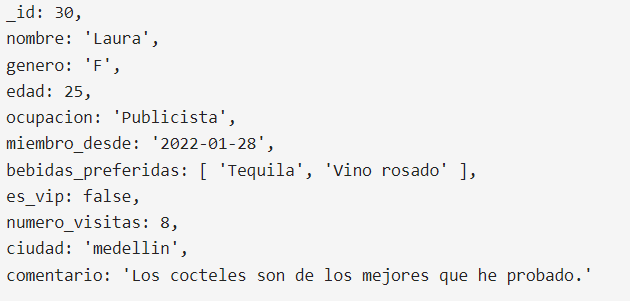 _id: 30,
nombre: 'Laura',
genero: 'F',
edad: 25,
ocupacion: 'Publicista',
miembro_desde: '2022-01-28',
bebidas_preferidas: [ 'Tequila', 'Vino rosado' ],
es_vip: false,
numero_visitas: 8,
ciudad: 'medellin',
comentario: 'Los cocteles son de los mejores que he probado.'